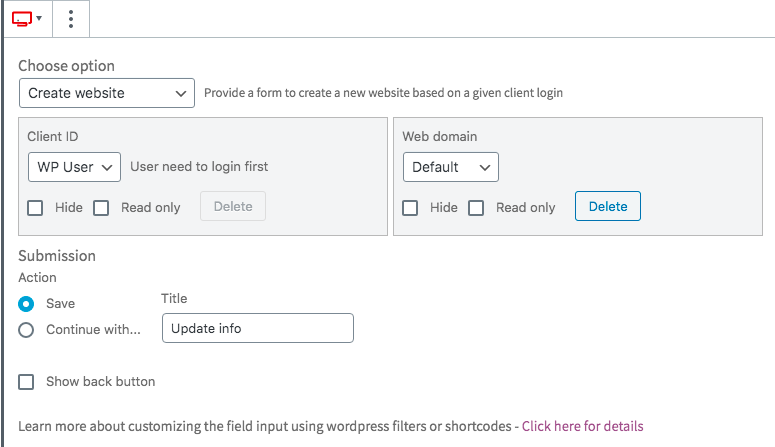 Choose option
Create website Provide a form to create a new website based on a given client login
Client ID
WP User User need to login first
Hide Read only Delete
Web domain
Default
Hide Read only Delete
Submission
Action
Save
Continue with...
Title
Update info
Show back button
Learn more about customizing the field input using wordpress filters or shortcodes - Click here for details